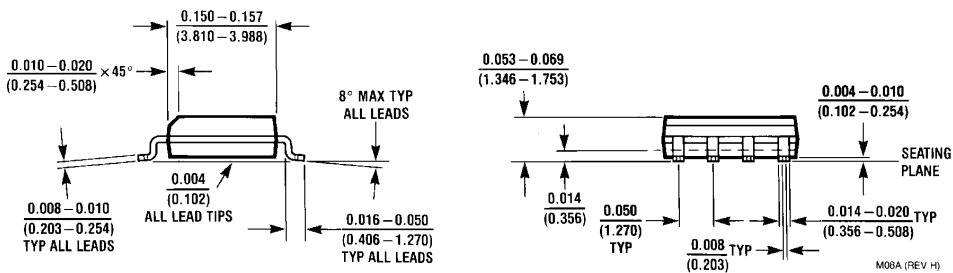 0.150 – 0.157
(3.810 – 3.988)
0.010 – 0.020 × 45°
(0.254 – 0.508)
8° MAX TYP
ALL LEADS
0.004
(0.102)
ALL LEAD TIPS
0.008 – 0.010
(0.203 – 0.254)
TYP ALL LEADS
0.016 – 0.050
(0.406 – 1.270)
TYP ALL LEADS
0.053 – 0.069
(1.346 – 1.753)
0.004 – 0.010
(0.102 – 0.254)
SEATING
PLANE
0.014
(0.356)
0.050
(1.270)
TYP
0.014 – 0.020 TYP
(0.356 – 0.508)
0.008 TYP
(0.203)
M08A (REV H)